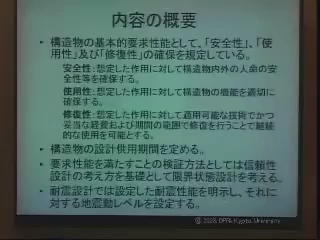 内容の概要
• 構造物の基本的要求性能として、「安全性」、「使
用性」及び「修復性」の確保を規定している。
安全性：想定した作用に対して構造物内外の人命の安
全性等を確保する。
使用性：想定した作用に対して構造物の機能を適切に
確保する。
修復性：想定した作用に対して適用可能な技術でかつ
妥当な経費および期間の範囲で修復を行うことで継続
的な使用を可能とする。
• 構造物の設計供用期間を定める。
• 要求性能を満たすことの検証方法としては信頼性
設計の考え方を基礎として限界状態設計を考える。
• 耐震設計では設定した耐震性能を明示し、それに
対する地震動レベルを設定する。
DPRI, Kyoto University